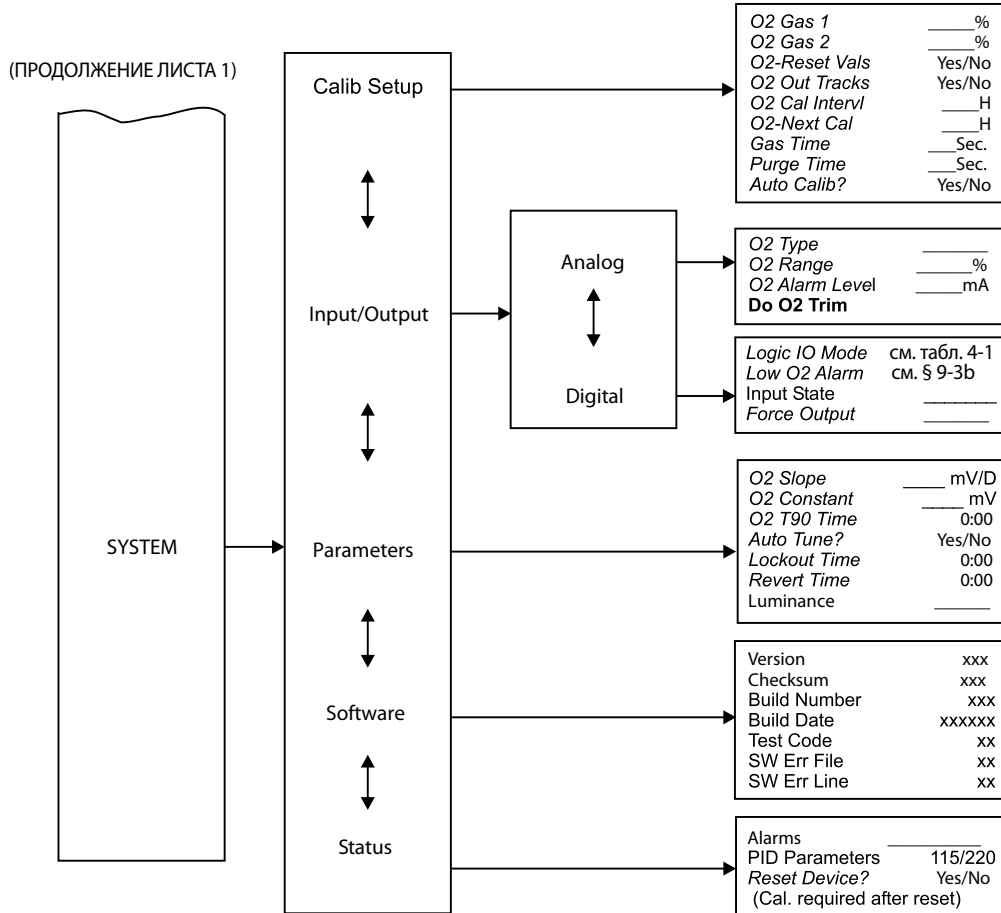 (ПРОДОЛЖЕНИЕ ЛИСТА 1)
SYSTEM
Calib Setup
Input/Output
Parameters
Software
Status
Analog
Digital
O2 Gas 1 _____%
O2 Gas 2 _____%
O2-Reset Vals Yes/No
O2 Out Tracks Yes/No
O2 Cal Intervl ____H
O2-Next Cal ____H
Gas Time ___Sec.
Purge Time ___Sec.
Auto Calib? Yes/No
O2 Type _______
O2 Range ______%
O2 Alarm Level _____mA
Do O2 Trim
Logic IO Mode см. табл. 4-1
Low O2 Alarm см. § 9-3b
Input State ________
Force Output _______
O2 Slope ____ mV/D
O2 Constant ____ mV
O2 T90 Time 0:00
Auto Tune? Yes/No
Lockout Time 0:00
Revert Time 0:00
Luminance ______
Version xxx
Checksum xxx
Build Number xxx
Build Date xxxxxx
Test Code xx
SW Err File xx
SW Err Line xx
Alarms __________
PID Parameters 115/220
Reset Device? Yes/No
(Cal. required after reset)